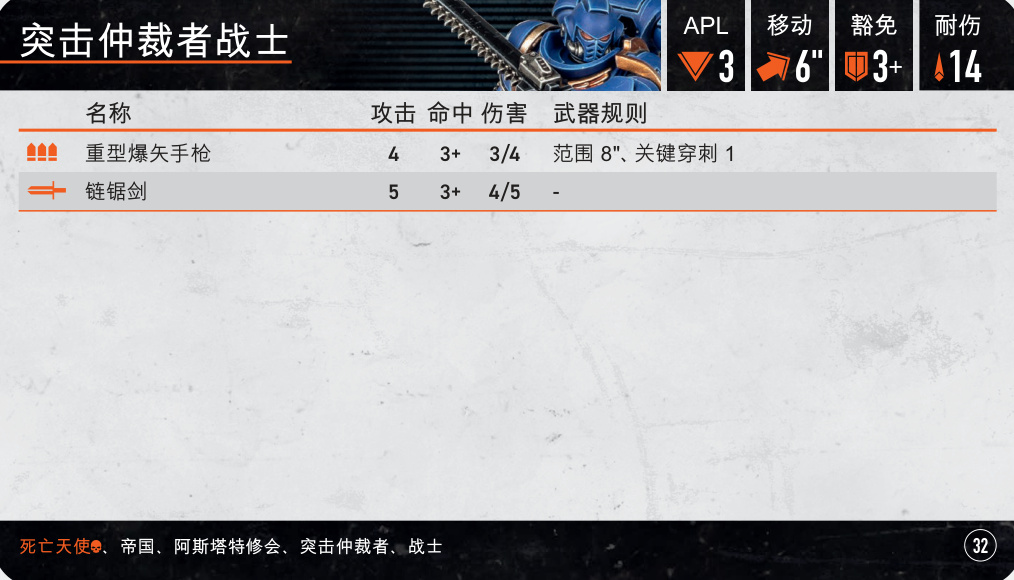 突击仲裁者战士
APL 移动 豁免 耐伤
3 6" 3+ 14
名称 攻击 命中 伤害 武器规则
重型爆矢手枪 4 3+ 3/4 范围 8"、关键穿刺 1
链锯剑 5 3+ 4/5 -
死亡天使、帝国、阿斯塔特修会、突击仲裁者、战士 32